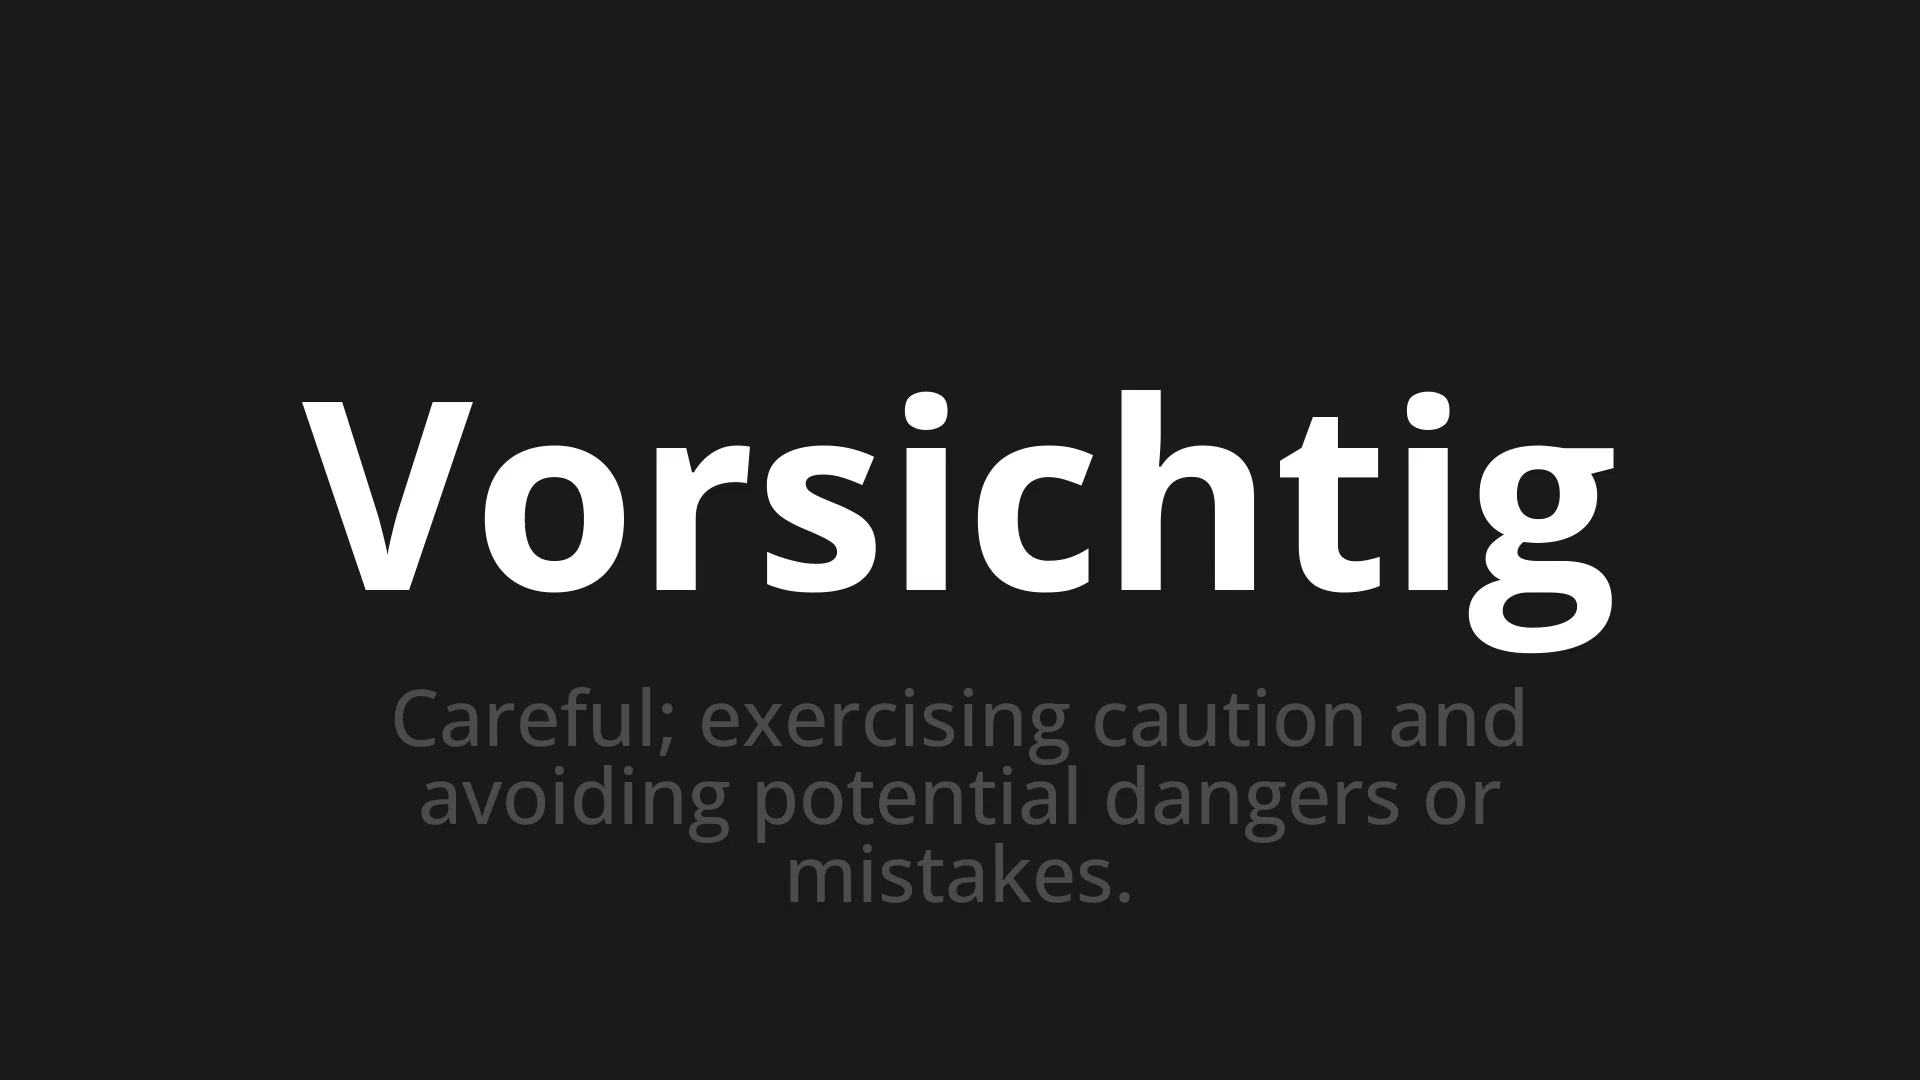 Vorsichtig
Careful; exercising caution and
avoiding potential dangers or
mistakes.